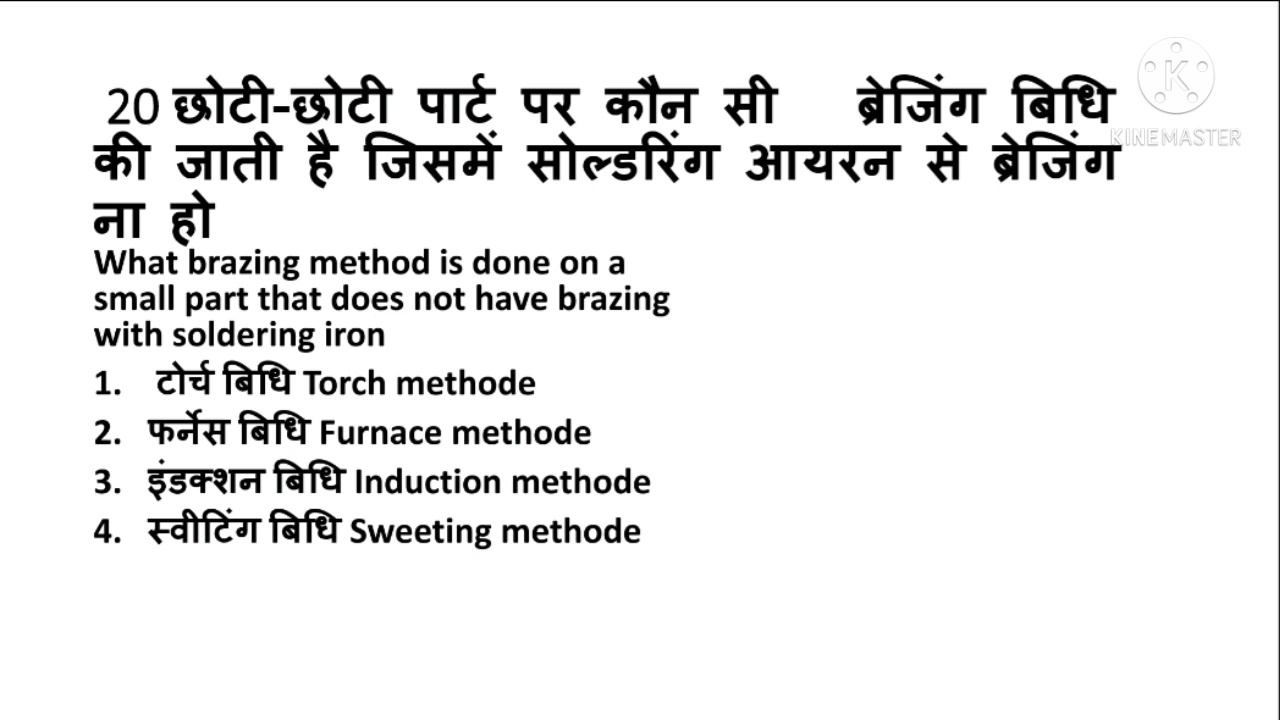 20 छोटी-छोटी पार्ट पर कौन सी ब्रेजिंग बिधि
की जाती है जिसमें सोल्डरिंग आयरन से ब्रेजिंग
ना हो
What brazing method is done on a
small part that does not have brazing
with soldering iron
1. टोर्च बिधि Torch methode
2. फर्नेस बिधि Furnace methode
3. इंडक्शन बिधि Induction methode
4. स्वीटिंग बिधि Sweeting methode
K
KINEMASTER